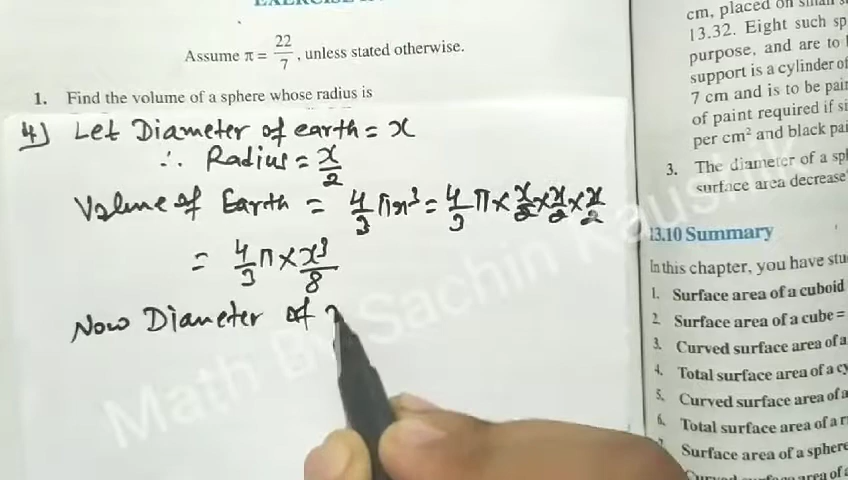 Assume π = 22/7, unless stated otherwise.
1. Find the volume of a sphere whose radius is
4) Let Diameter of earth = x
∴ Radius = x/2
Volume of Earth = 4/3 πr³ = 4/3 π × x/2 × x/2 × x/2
= 4/3 π × x³/8
Now Diameter of
Math By Sachin Kaushik
cm, placed on small
13.32. Eight such sp
purpose, and are to
support is a cylinder of
7 cm and is to be pai
of paint required if si
per cm² and black pai
3. The diameter of a sph
surface area decrease
13.10 Summary
In this chapter, you have stu
1. Surface area of a cuboid
2. Surface area of a cube =
3. Curved surface area of a
4. Total surface area of a cy
5. Curved surface area of a
6. Total surface area of a r
7. Surface area of a sphere